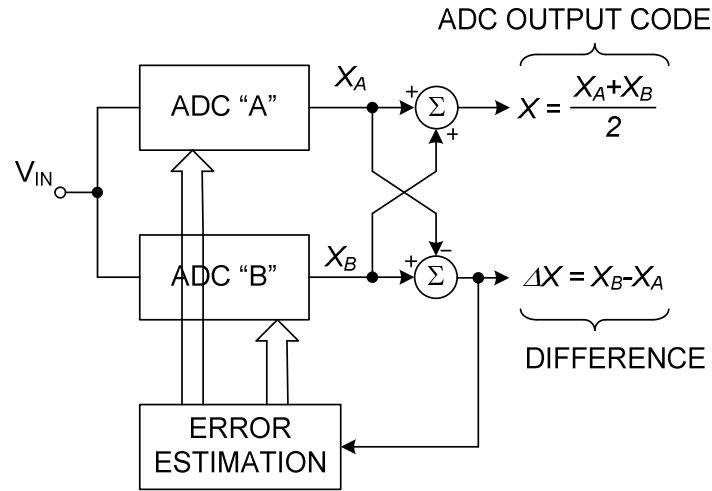 ADC OUTPUT CODE
ADC “A”
X_A
+
Σ
+
X = (X_A+X_B)/2
V_IN
ADC “B”
X_B
+
−
Σ
ΔX = X_B-X_A
DIFFERENCE
ERROR
ESTIMATION